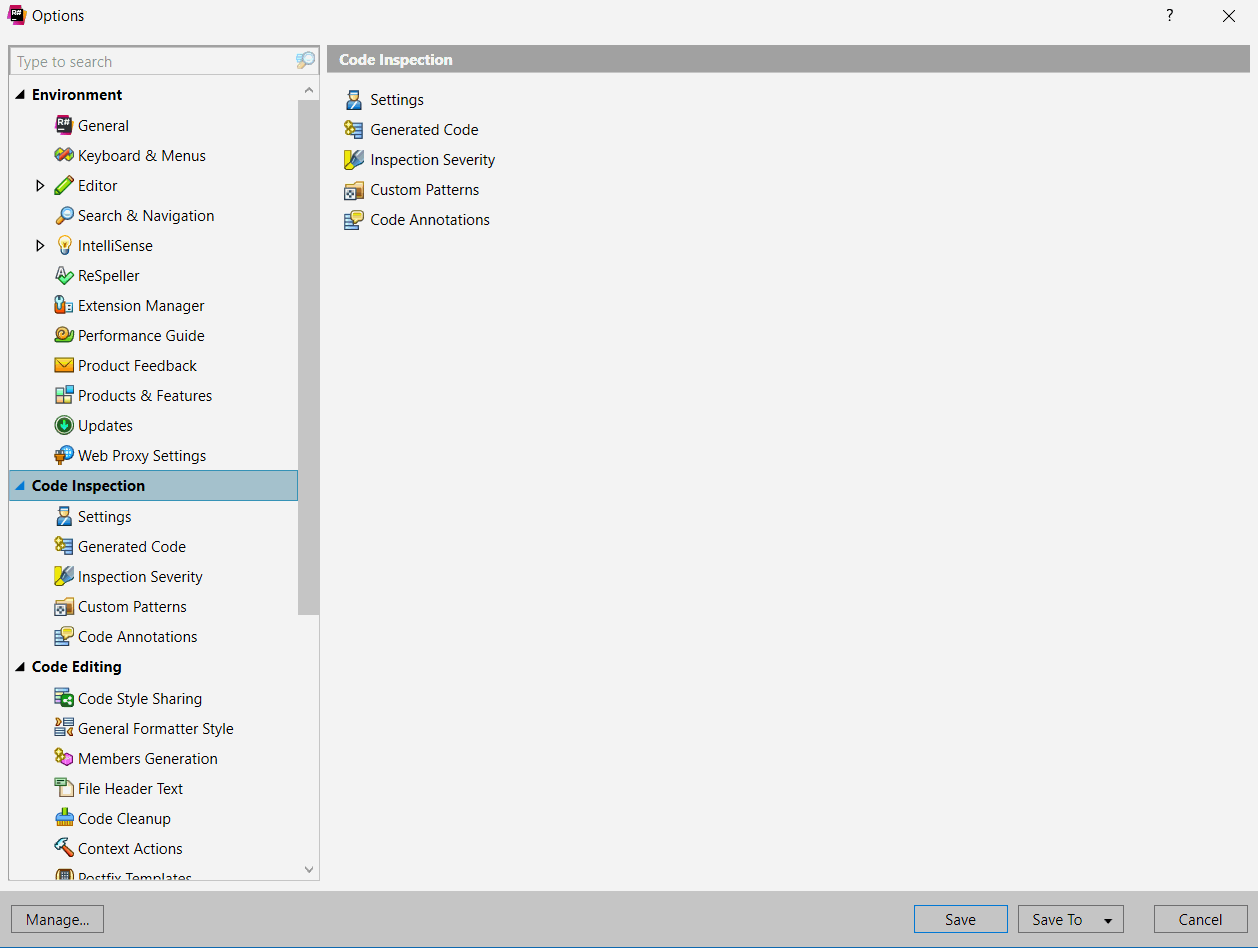 Options
?
Type to search
Environment
General
Keyboard & Menus
Editor
Search & Navigation
IntelliSense
ReSpeller
Extension Manager
Performance Guide
Product Feedback
Products & Features
Updates
Web Proxy Settings
Code Inspection
Settings
Generated Code
Inspection Severity
Custom Patterns
Code Annotations
Code Editing
Code Style Sharing
General Formatter Style
Members Generation
File Header Text
Code Cleanup
Context Actions
Postfix Templates
Code Inspection
Settings
Generated Code
Inspection Severity
Custom Patterns
Code Annotations
Manage...
Save
Save To
Cancel